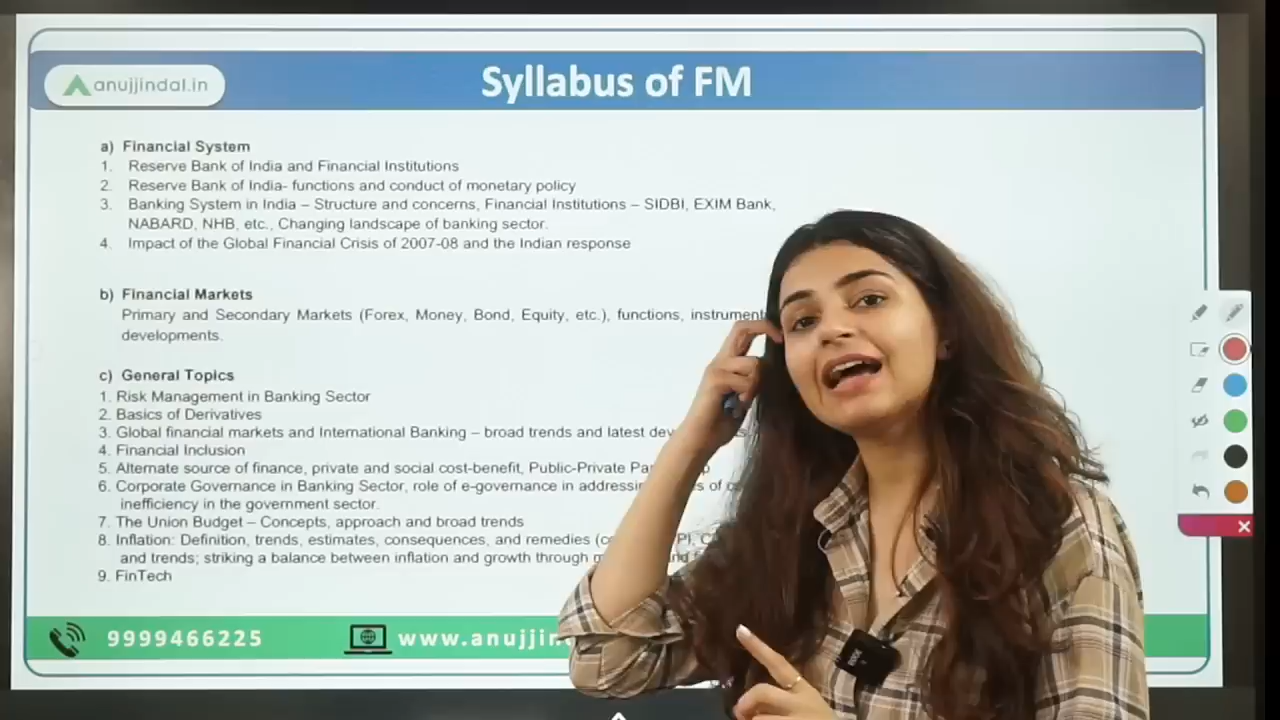 anujjindal.in
Syllabus of FM
a) Financial System
1. Reserve Bank of India and Financial Institutions
2. Reserve Bank of India- functions and conduct of monetary policy
3. Banking System in India – Structure and concerns, Financial Institutions – SIDBI, EXIM Bank,
NABARD, NHB, etc., Changing landscape of banking sector.
4. Impact of the Global Financial Crisis of 2007-08 and the Indian response
b) Financial Markets
Primary and Secondary Markets (Forex, Money, Bond, Equity, etc.), functions,
developments.
c) General Topics
1. Risk Management in Banking Sector
2. Basics of Derivatives
3. Global financial markets and International Banking – broad trends and latest
4. Financial Inclusion
5. Alternate source of finance, private and social cost-benefit, Public-Private
6. Corporate Governance in Banking Sector, role of e-governance in of
inefficiency in the government sector.
7. The Union Budget – Concepts, approach and broad trends
8. Inflation: Definition, trends, estimates, consequences, and remedies
and trends; striking a balance between inflation and growth through
9. FinTech
9999466225